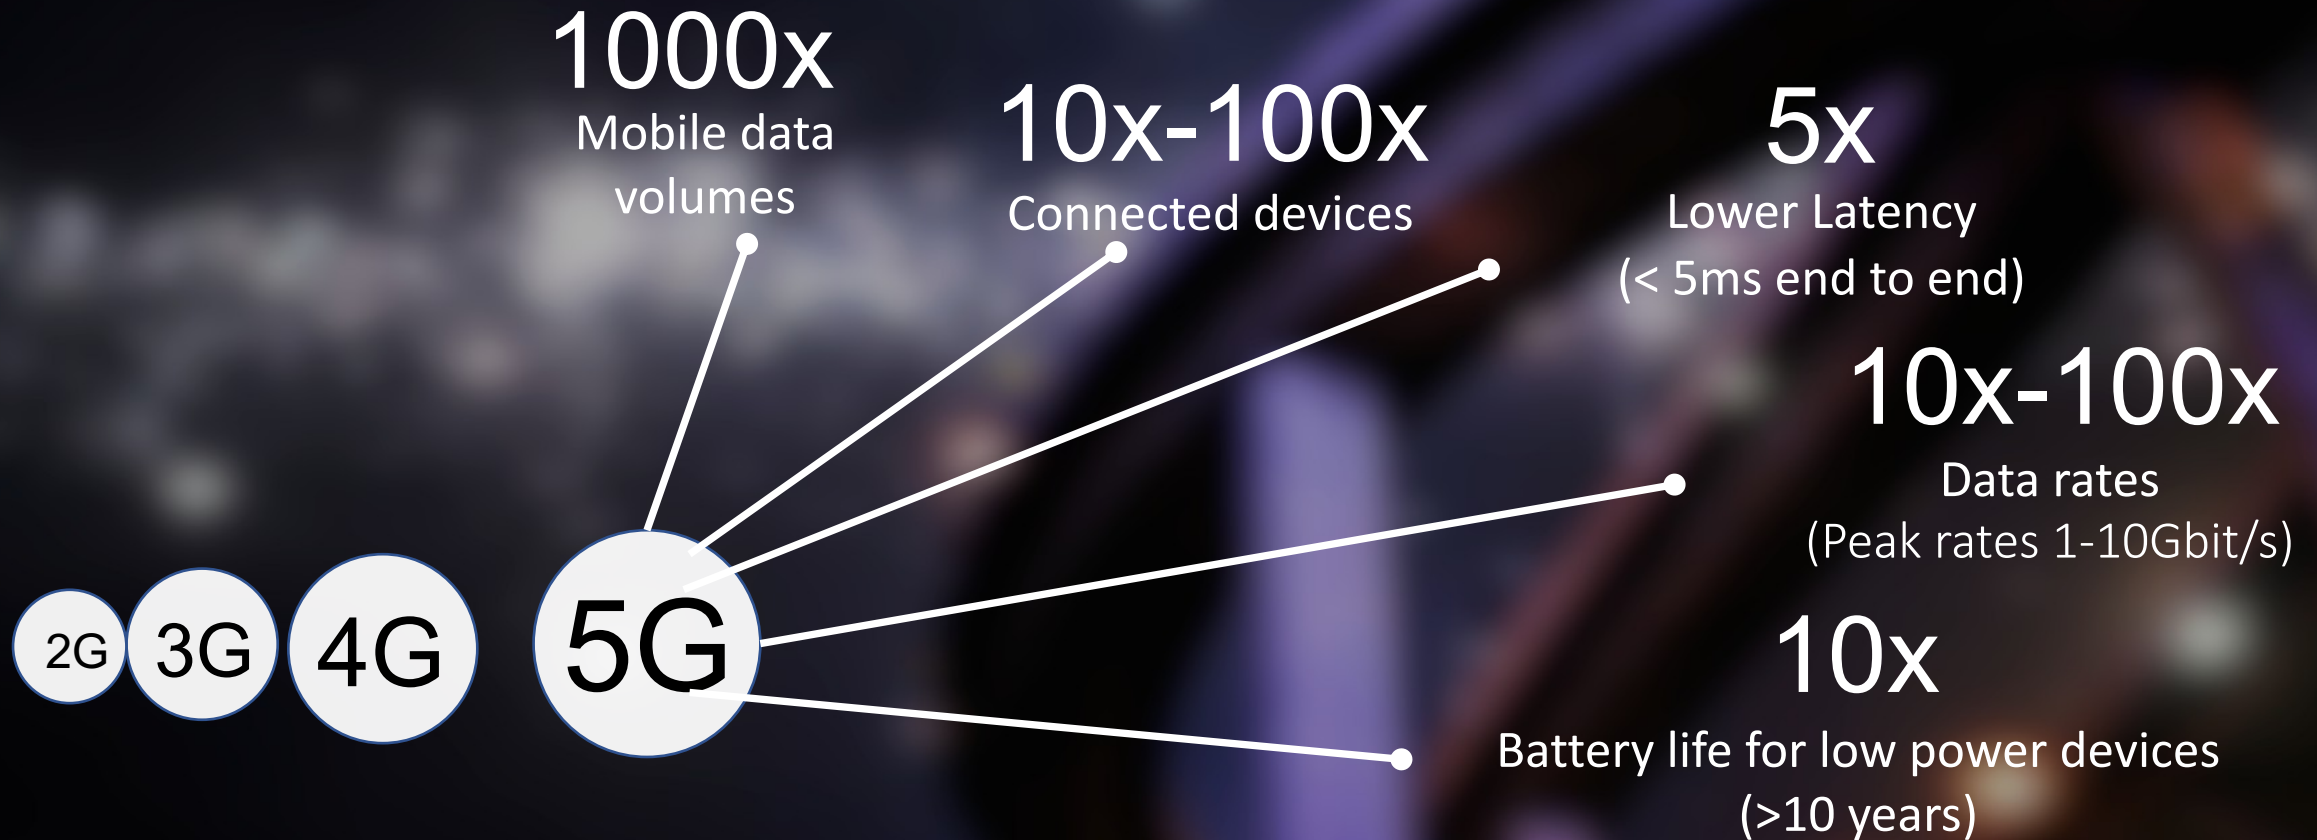 1000x
Mobile data
volumes
10x-100x
Connected devices
5x
Lower Latency
(< 5ms end to end)
10x-100x
Data rates
(Peak rates 1-10Gbit/s)
2G
3G
4G
5G
10x
Battery life for low power devices
(>10 years)